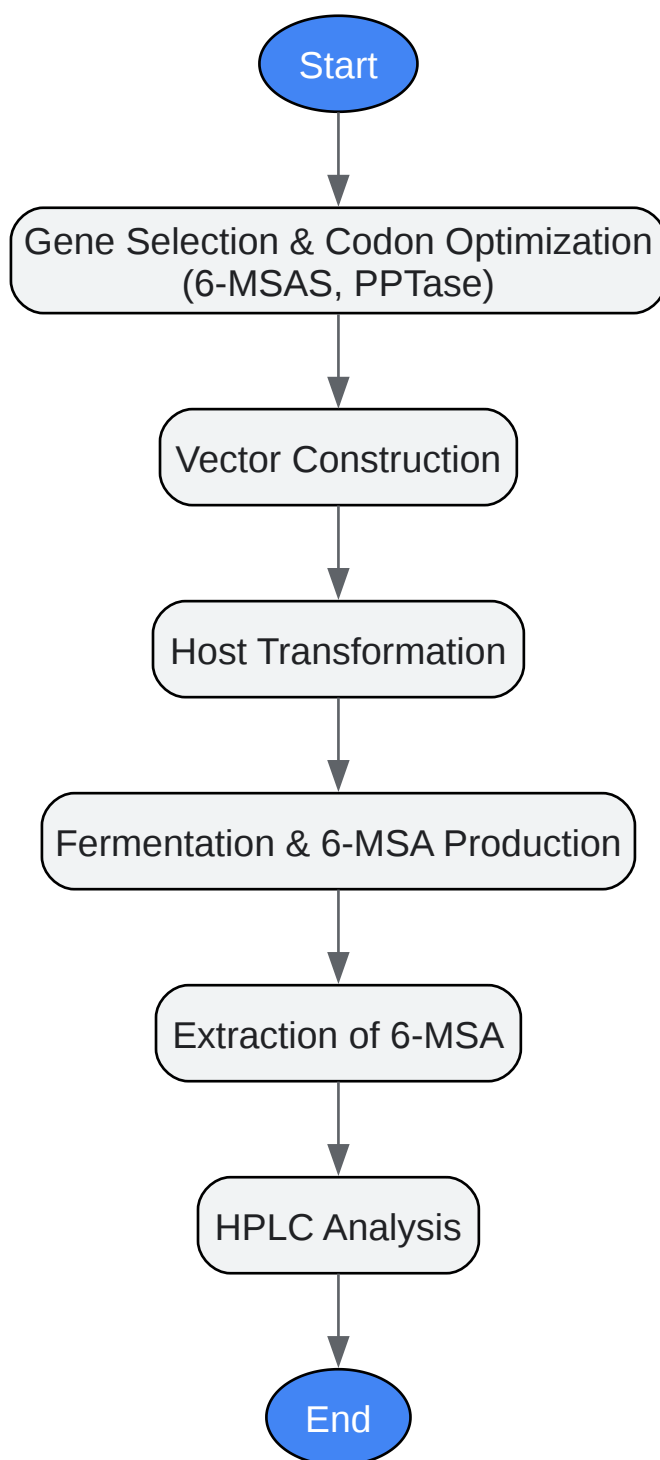 Start
Gene Selection & Codon Optimization
(6-MSAS, PPTase)
Vector Construction
Host Transformation
Fermentation & 6-MSA Production
Extraction of 6-MSA
HPLC Analysis
End